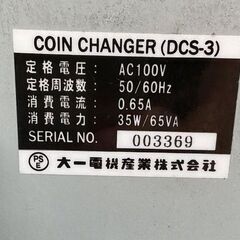 COIN CHANGER (DCS-3)
定格電圧： AC100V
定格周波数： 50/60Hz
消費電流： 0.65A
消費電力： 35W/65VA
SERIAL NO. 003369
PS E 大一電機産業株式会社